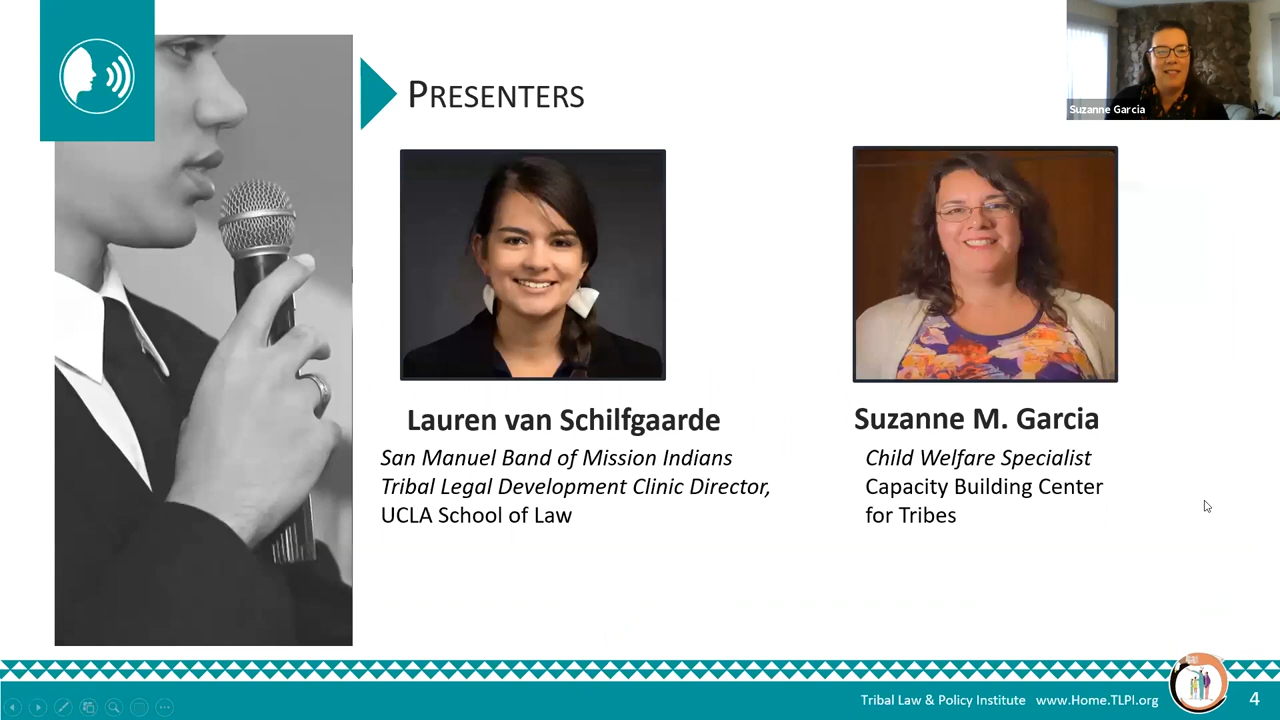 PRESENTERS
Suzanne Garcia
Lauren van Schilfgaarde
San Manuel Band of Mission Indians
Tribal Legal Development Clinic Director,
UCLA School of Law
Suzanne M. Garcia
Child Welfare Specialist
Capacity Building Center
for Tribes
Tribal Law & Policy Institute www.Home.TLPI.org
4